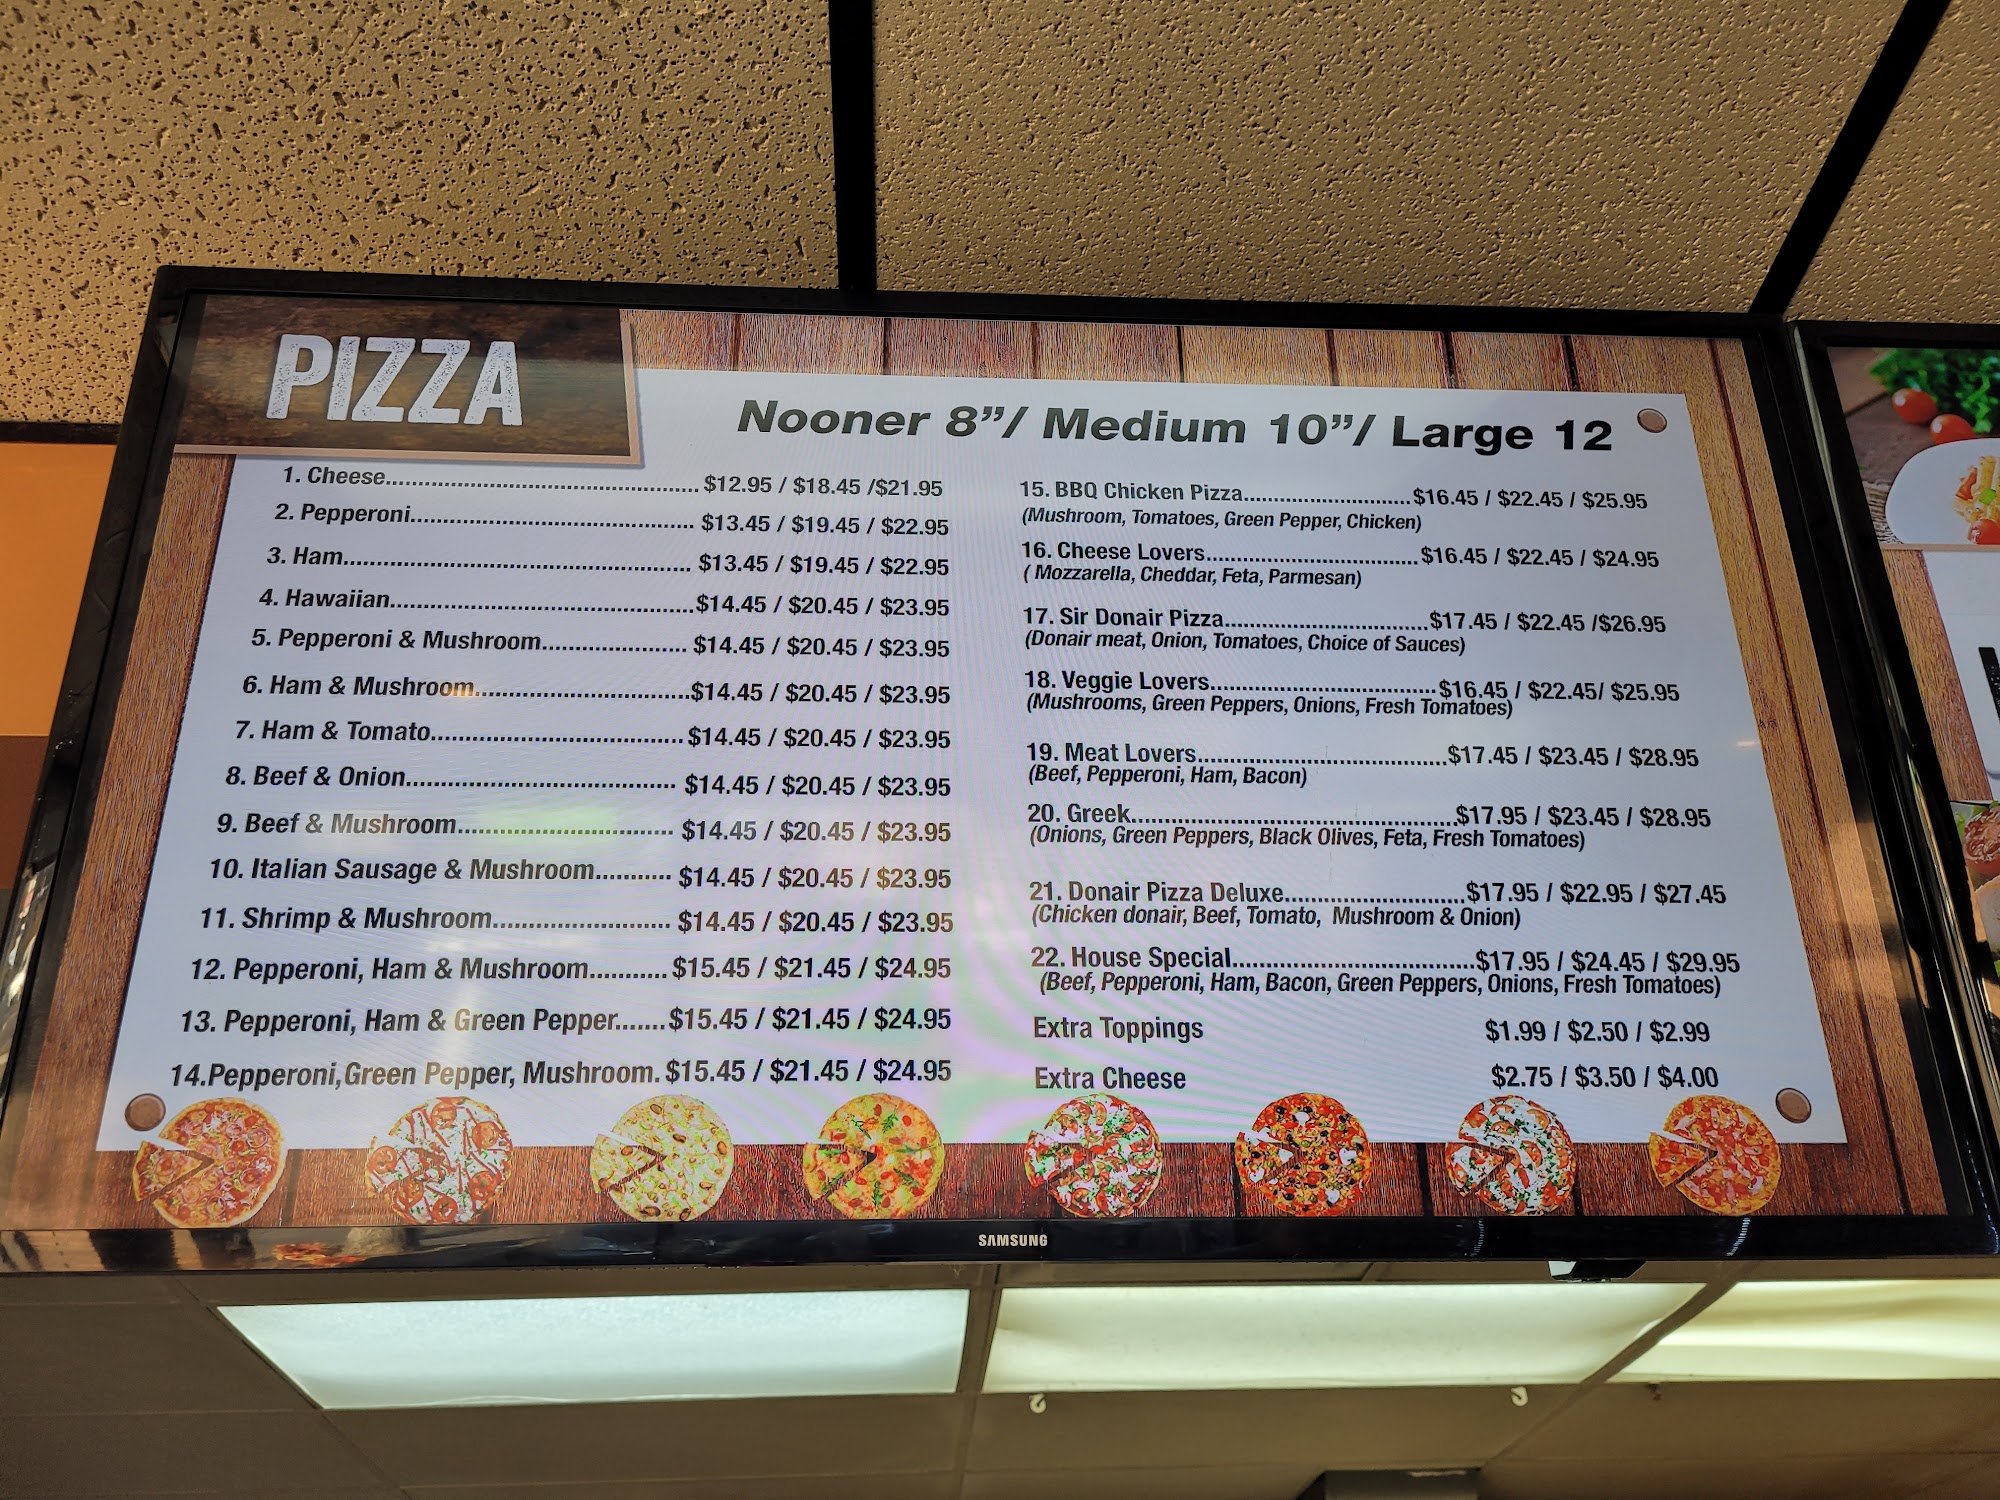 PIZZA
Nooner 8”/ Medium 10”/ Large 12
1. Cheese.......................................... $12.95 / $18.45 /$21.95
2. Pepperoni..................................... $13.45 / $19.45 / $22.95
3. Ham............................................. $13.45 / $19.45 / $22.95
4. Hawaiian.......................................$14.45 / $20.45 / $23.95
5. Pepperoni & Mushroom................... $14.45 / $20.45 / $23.95
6. Ham & Mushroom............................$14.45 / $20.45 / $23.95
7. Ham & Tomato.................................$14.45 / $20.45 / $23.95
8. Beef & Onion................................... $14.45 / $20.45 / $23.95
9. Beef & Mushroom............................ $14.45 / $20.45 / $23.95
10. Italian Sausage & Mushroom.......... $14.45 / $20.45 / $23.95
11. Shrimp & Mushroom....................... $14.45 / $20.45 / $23.95
12. Pepperoni, Ham & Mushroom.......... $15.45 / $21.45 / $24.95
13. Pepperoni, Ham & Green Pepper.......$15.45 / $21.45 / $24.95
14.Pepperoni,Green Pepper, Mushroom. $15.45 / $21.45 / $24.95
15. BBQ Chicken Pizza..........................$16.45 / $22.45 / $25.95
(Mushroom, Tomatoes, Green Pepper, Chicken)
16. Cheese Lovers................................$16.45 / $22.45 / $24.95
( Mozzarella, Cheddar, Feta, Parmesan)
17. Sir Donair Pizza..............................$17.45 / $22.45 /$26.95
(Donair meat, Onion, Tomatoes, Choice of Sauces)
18. Veggie Lovers.................................$16.45 / $22.45/ $25.95
(Mushrooms, Green Peppers, Onions, Fresh Tomatoes)
19. Meat Lovers....................................$17.45 / $23.45 / $28.95
(Beef, Pepperoni, Ham, Bacon)
20. Greek..............................................$17.95 / $23.45 / $28.95
(Onions, Green Peppers, Black Olives, Feta, Fresh Tomatoes)
21. Donair Pizza Deluxe.........................$17.95 / $22.95 / $27.45
(Chicken donair, Beef, Tomato, Mushroom & Onion)
22. House Special.................................$17.95 / $24.45 / $29.95
(Beef, Pepperoni, Ham, Bacon, Green Peppers, Onions, Fresh Tomatoes)
Extra Toppings $1.99 / $2.50 / $2.99
Extra Cheese $2.75 / $3.50 / $4.00
SAMSUNG